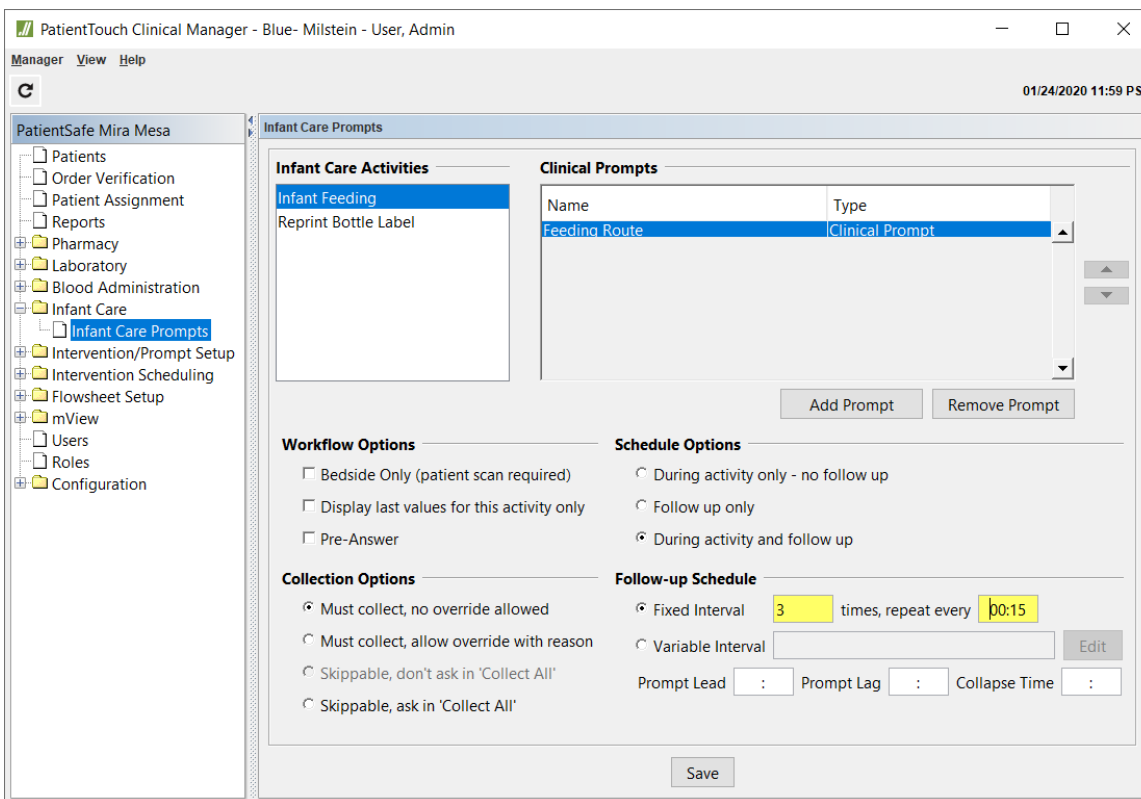 PatientTouch Clinical Manager - Blue- Milstein - User, Admin
Manager View Help
01/24/2020 11:59 PS
PatientSafe Mira Mesa
Patients
Order Verification
Patient Assignment
Reports
Pharmacy
Laboratory
Blood Administration
Infant Care
Infant Care Prompts
Intervention/Prompt Setup
Intervention Scheduling
Flowsheet Setup
mView
Users
Roles
Configuration
Infant Care Prompts
Infant Care Activities
Infant Feeding
Reprint Bottle Label
Clinical Prompts
Name Type
Feeding Route Clinical Prompt
Add Prompt Remove Prompt
Workflow Options
Bedside Only (patient scan required)
Display last values for this activity only
Pre-Answer
Schedule Options
During activity only - no follow up
Follow up only
During activity and follow up
Collection Options
Must collect, no override allowed
Must collect, allow override with reason
Skippable, don't ask in 'Collect All'
Skippable, ask in 'Collect All'
Follow-up Schedule
Fixed Interval 3 times, repeat every 00:15
Variable Interval Edit
Prompt Lead : Prompt Lag : Collapse Time :
Save